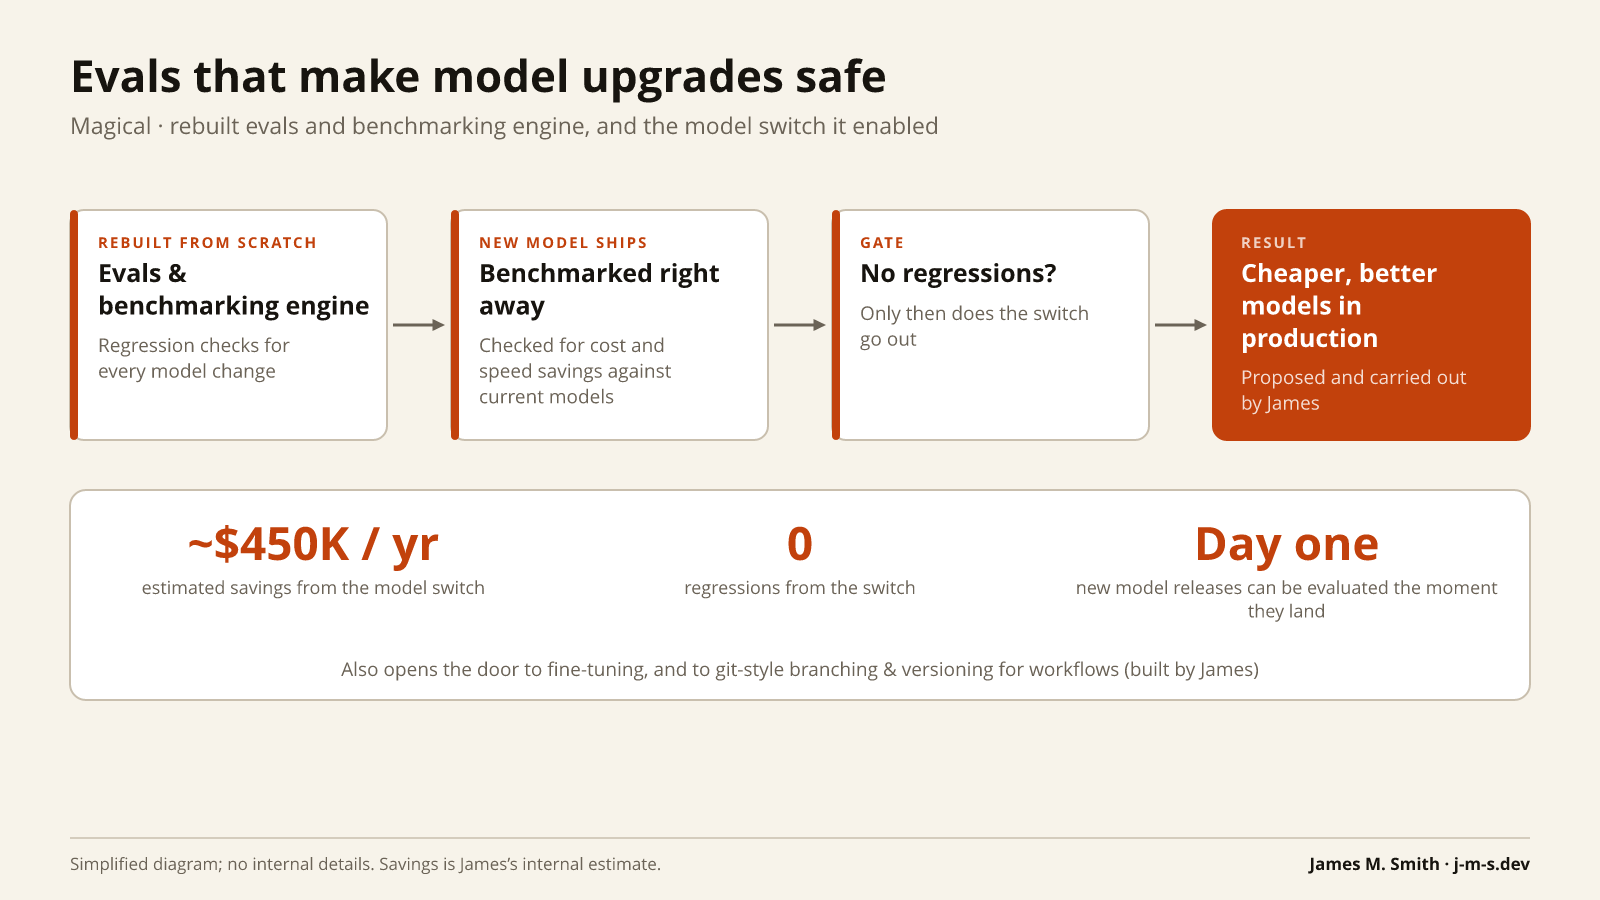 Evals that make model upgrades safe
Magical · rebuilt evals and benchmarking engine, and the model switch it enabled
REBUILT FROM SCRATCH
Evals &
benchmarking engine
Regression checks for
every model change
NEW MODEL SHIPS
Benchmarked right
away
Checked for cost and
speed savings against
current models
GATE
No regressions?
Only then does the switch
go out
RESULT
Cheaper, better
models in
production
Proposed and carried out
by James
~$450K / yr
estimated savings from the model switch
0
regressions from the switch
Day one
new model releases can be evaluated the moment
they land
Also opens the door to fine-tuning, and to git-style branching & versioning for workflows (built by James)
Simplified diagram; no internal details. Savings is James’s internal estimate.
James M. Smith · j-m-s.dev